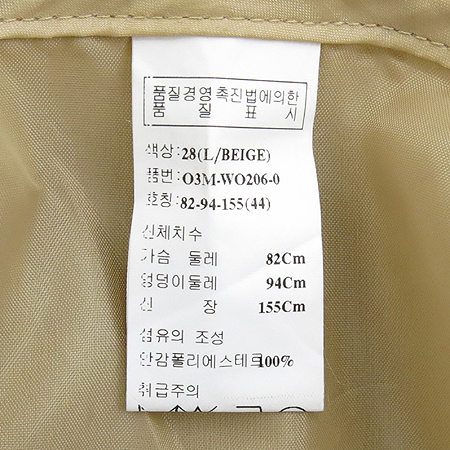 품질경영촉진법에의한
품 질 표 시
색상:28(L/BEIGE)
품번:O3M-WO206-0
호칭:82-94-155(44)
신체치수
가슴 둘레 82Cm
엉덩이둘레 94Cm
신 장 155Cm
섬유의 조성
안감폴리에스테르100%
취급주의